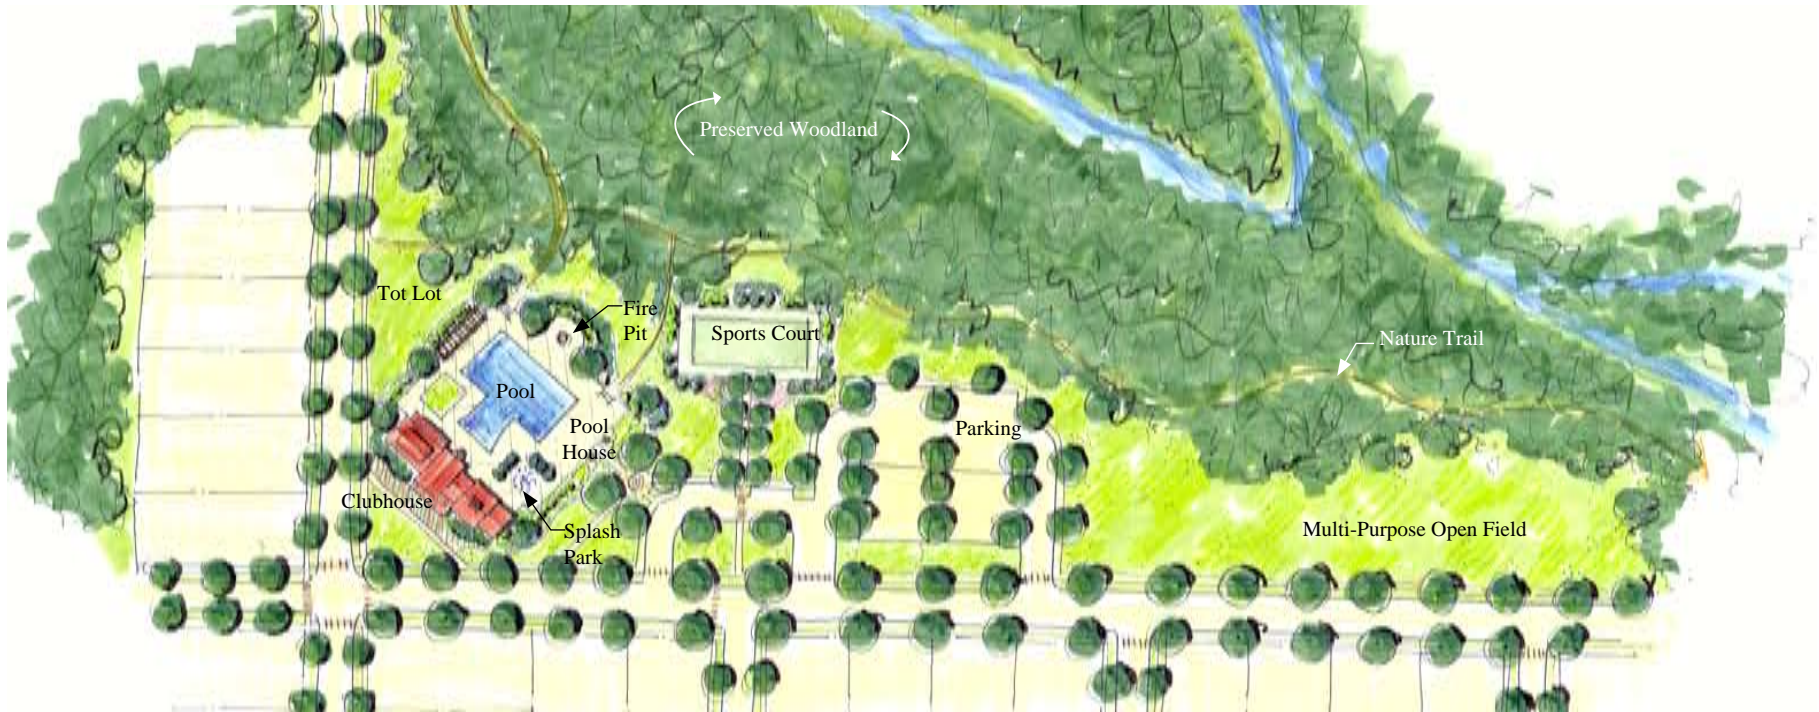 Preserved Woodland
Tot Lot
Fire
Pit
Sports Court
Nature Trail
Pool
Pool
House
Parking
Clubhouse
Splash
Park
Multi-Purpose Open Field